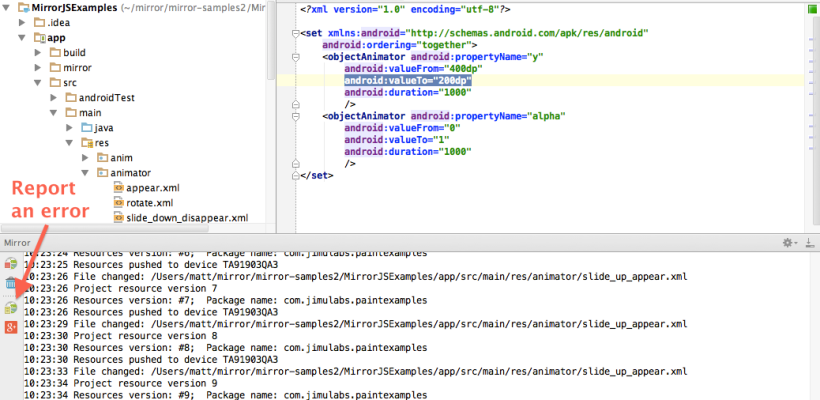 MirrorJSExamples (~/mirror/mirror-samples2/Mirr
.idea
app
build
mirror
src
androidTest
main
java
res
anim
animator
appear.xml
rotate.xml
slide_down_disappear.xml
Report
an error
<?xml version="1.0" encoding="utf-8"?>
<set xmlns:android="http://schemas.android.com/apk/res/android"
android:ordering="together">
<objectAnimator android:propertyName="y"
android:valueFrom="400dp"
android:valueTo="200dp"
android:duration="1000"
/>
<objectAnimator android:propertyName="alpha"
android:valueFrom="0"
android:valueTo="1"
android:duration="1000"
/>
</set>
Mirror
10:23:24 Resources version: #6;  Package name: com.jimulabs.paintexamples
10:23:25 Resources pushed to device TA91903QA3
10:23:26 File changed: /Users/matt/mirror/mirror-samples2/MirrorJSExamples/app/src/main/res/animator/slide_up_appear.xml
10:23:26 Project resource version 7
10:23:26 Resources version: #7;  Package name: com.jimulabs.paintexamples
10:23:26 Resources pushed to device TA91903QA3
10:23:29 File changed: /Users/matt/mirror/mirror-samples2/MirrorJSExamples/app/src/main/res/animator/slide_up_appear.xml
10:23:30 Project resource version 8
10:23:30 Resources version: #8;  Package name: com.jimulabs.paintexamples
10:23:30 Resources pushed to device TA91903QA3
10:23:33 File changed: /Users/matt/mirror/mirror-samples2/MirrorJSExamples/app/src/main/res/animator/slide_up_appear.xml
10:23:34 Project resource version 9
10:23:34 Resources version: #9;  Package name: com.jimulabs.paintexamples